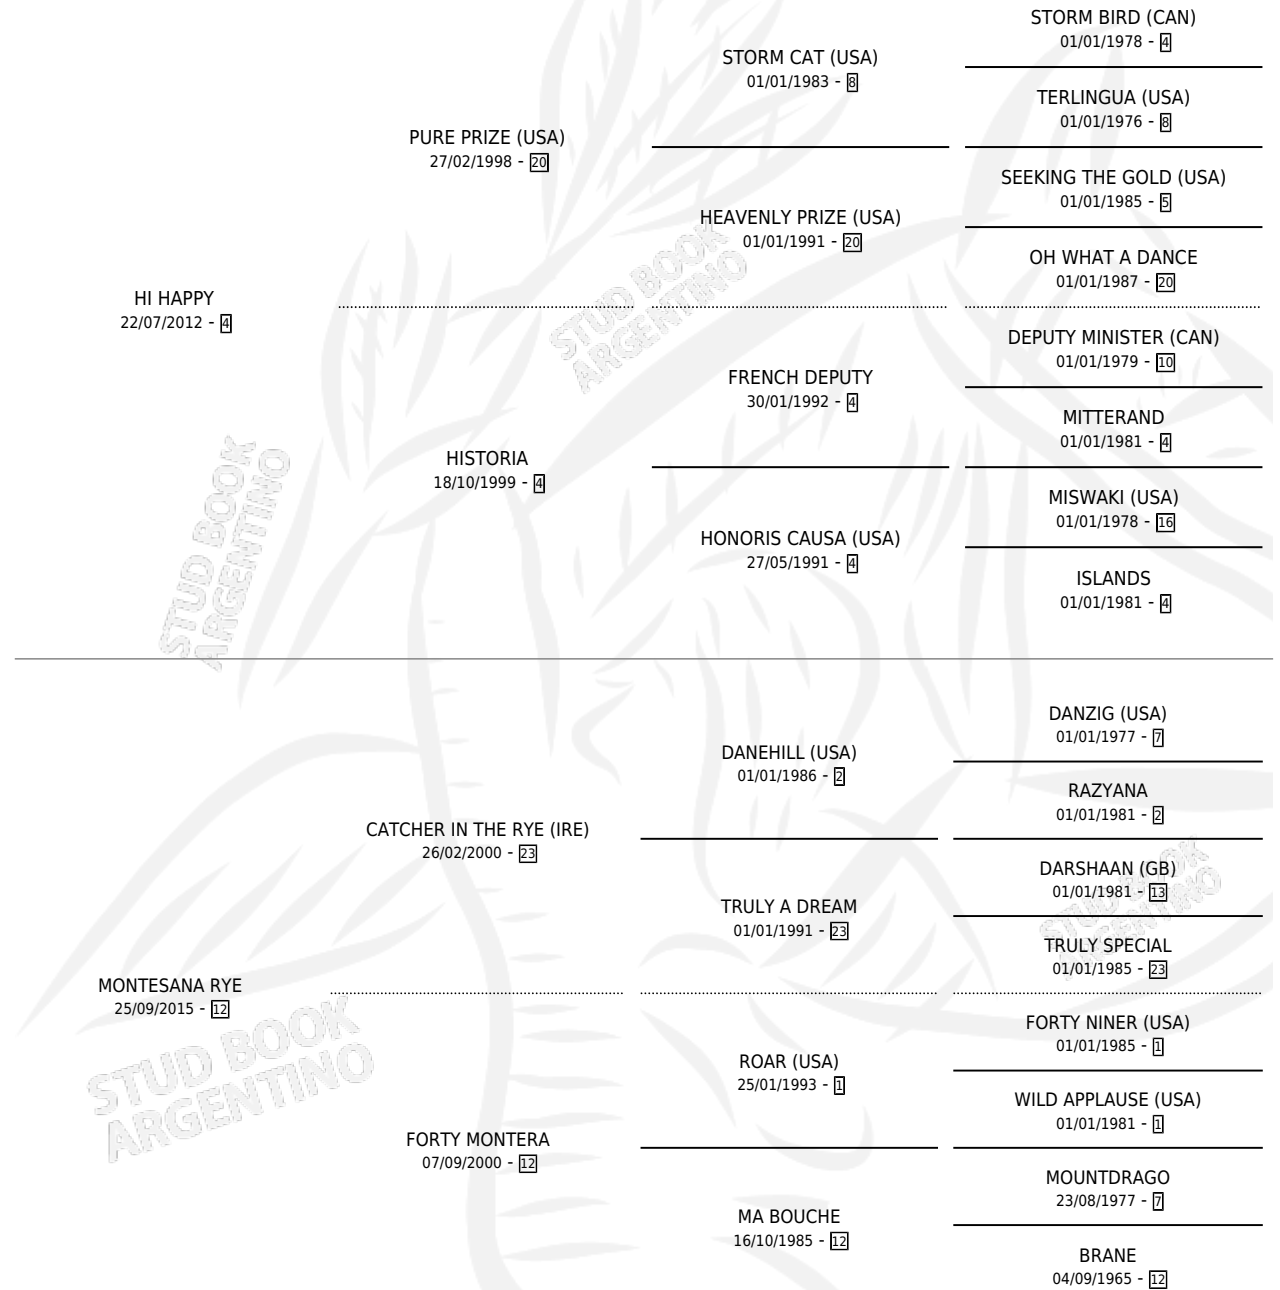 STORM BIRD (CAN)
01/01/1978 - 4
STORM CAT (USA)
01/01/1983 - 8
TERLINGUA (USA)
01/01/1976 - 8
PURE PRIZE (USA)
27/02/1998 - 20
SEEKING THE GOLD (USA)
01/01/1985 - 5
HEAVENLY PRIZE (USA)
01/01/1991 - 20
OH WHAT A DANCE
01/01/1987 - 20
HI HAPPY
22/07/2012 - 4
DEPUTY MINISTER (CAN)
01/01/1979 - 10
FRENCH DEPUTY
30/01/1992 - 4
MITTERAND
01/01/1981 - 4
HISTORIA
18/10/1999 - 4
MISWAKI (USA)
01/01/1978 - 16
HONORIS CAUSA (USA)
27/05/1991 - 4
ISLANDS
01/01/1981 - 4
DANZIG (USA)
01/01/1977 - 7
DANEHILL (USA)
01/01/1986 - 2
RAZYANA
01/01/1981 - 2
CATCHER IN THE RYE (IRE)
26/02/2000 - 23
DARSHAAN (GB)
01/01/1981 - 13
TRULY A DREAM
01/01/1991 - 23
TRULY SPECIAL
01/01/1985 - 23
MONTESANA RYE
25/09/2015 - 12
FORTY NINER (USA)
01/01/1985 - 1
ROAR (USA)
25/01/1993 - 1
WILD APPLAUSE (USA)
01/01/1981 - 1
FORTY MONTERA
07/09/2000 - 12
MOUNTDRAGO
23/08/1977 - 7
MA BOUCHE
16/10/1985 - 12
BRANE
04/09/1965 - 12
STUD BOOK
ARGENTINO
STUD BOOK
ARGENTINO
STUD BOOK
ARGENTINO
STUD BOOK
ARGENTINO